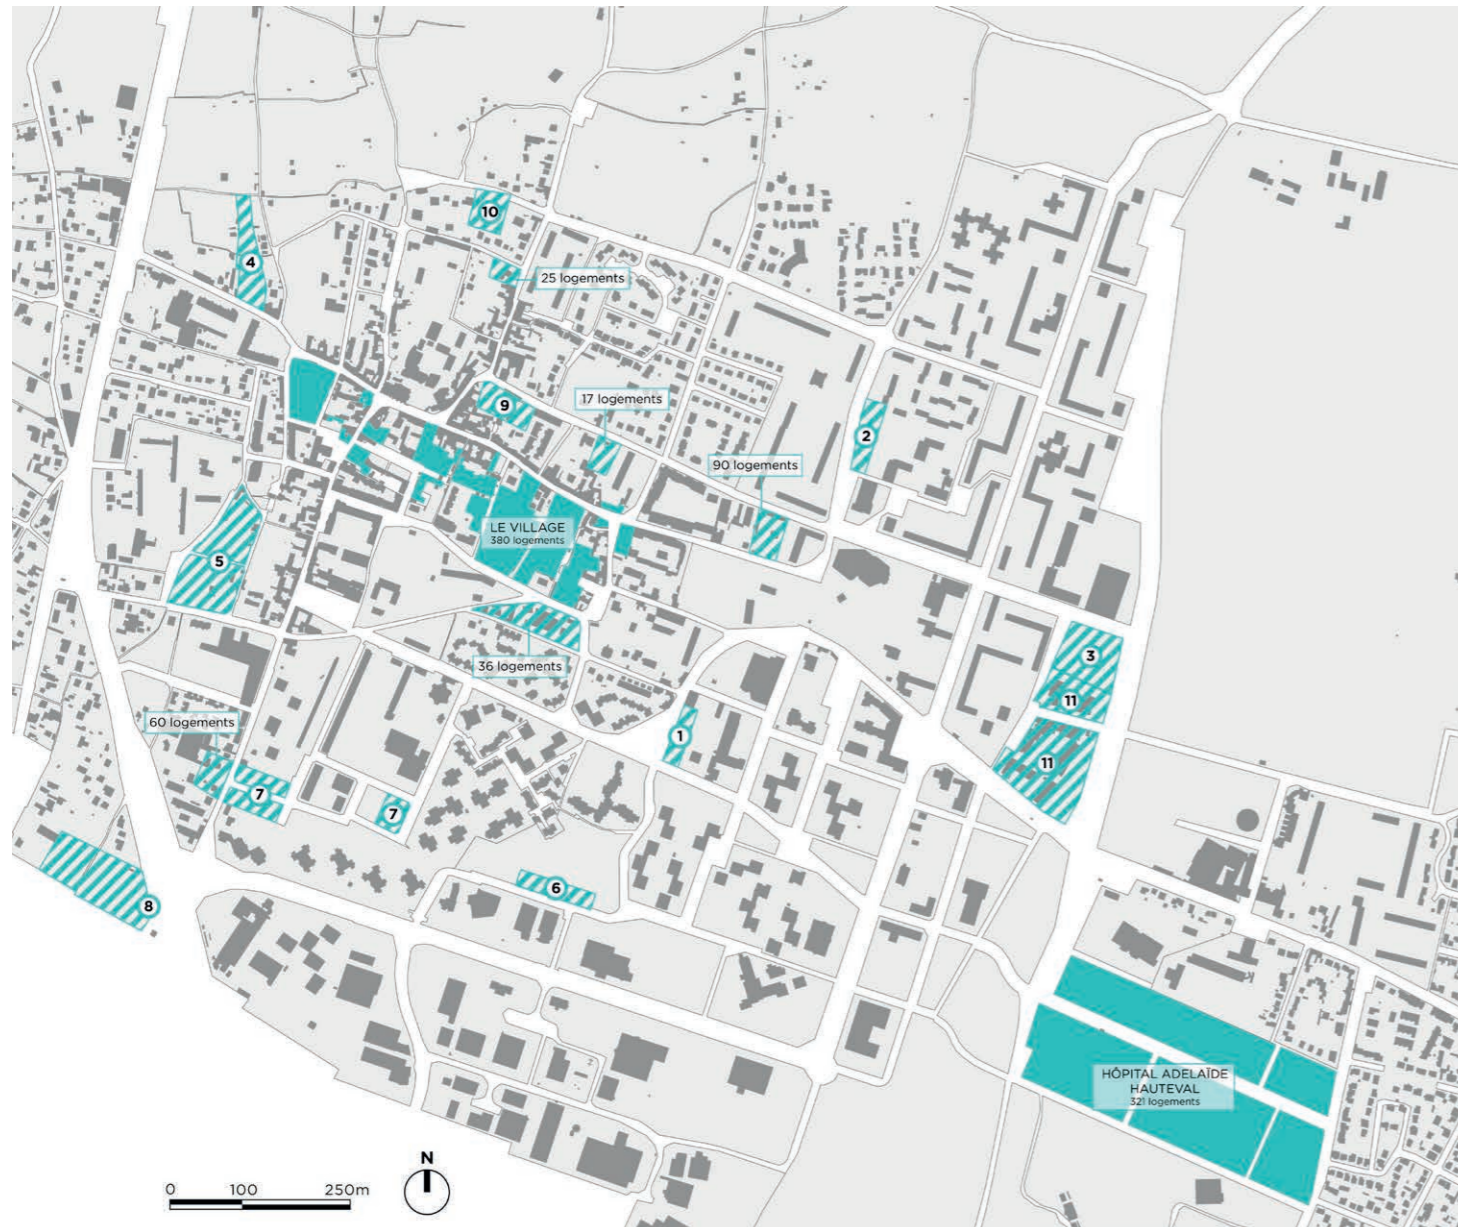 10
4
25 logements
9
17 logements
2
90 logements
LE VILLAGE
380 logements
5
36 logements
3
11
60 logements
1
11
7
7
6
8
HÔPITAL ADELAÏDE
HAUTEVAL
321 logements
N
0 100 250m